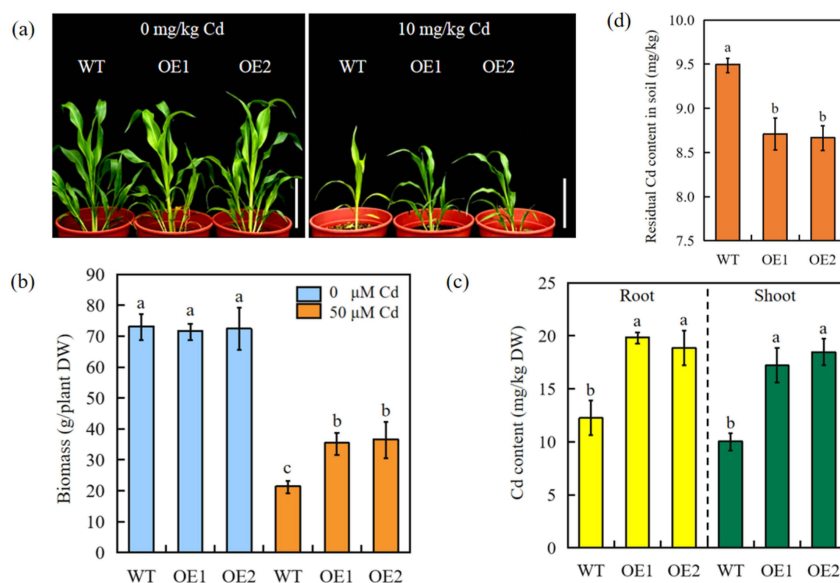 (a)
0 mg/kg Cd
10 mg/kg Cd
WT OE1 OE2
WT OE1 OE2
(d)
Residual Cd content in soil (mg/kg)
10.0
9.5
9.0
8.5
8.0
7.5
a
b
b
WT OE1 OE2
(b)
Biomass (g/plant DW)
90
80
70
60
50
40
30
20
10
0
0 μM Cd
50 μM Cd
a
a
a
c
b
b
WT OE1 OE2 WT OE1 OE2
(c)
Cd content (mg/kg DW)
25
20
15
10
5
0
Root
Shoot
b
a
a
b
a
a
WT OE1 OE2 WT OE1 OE2